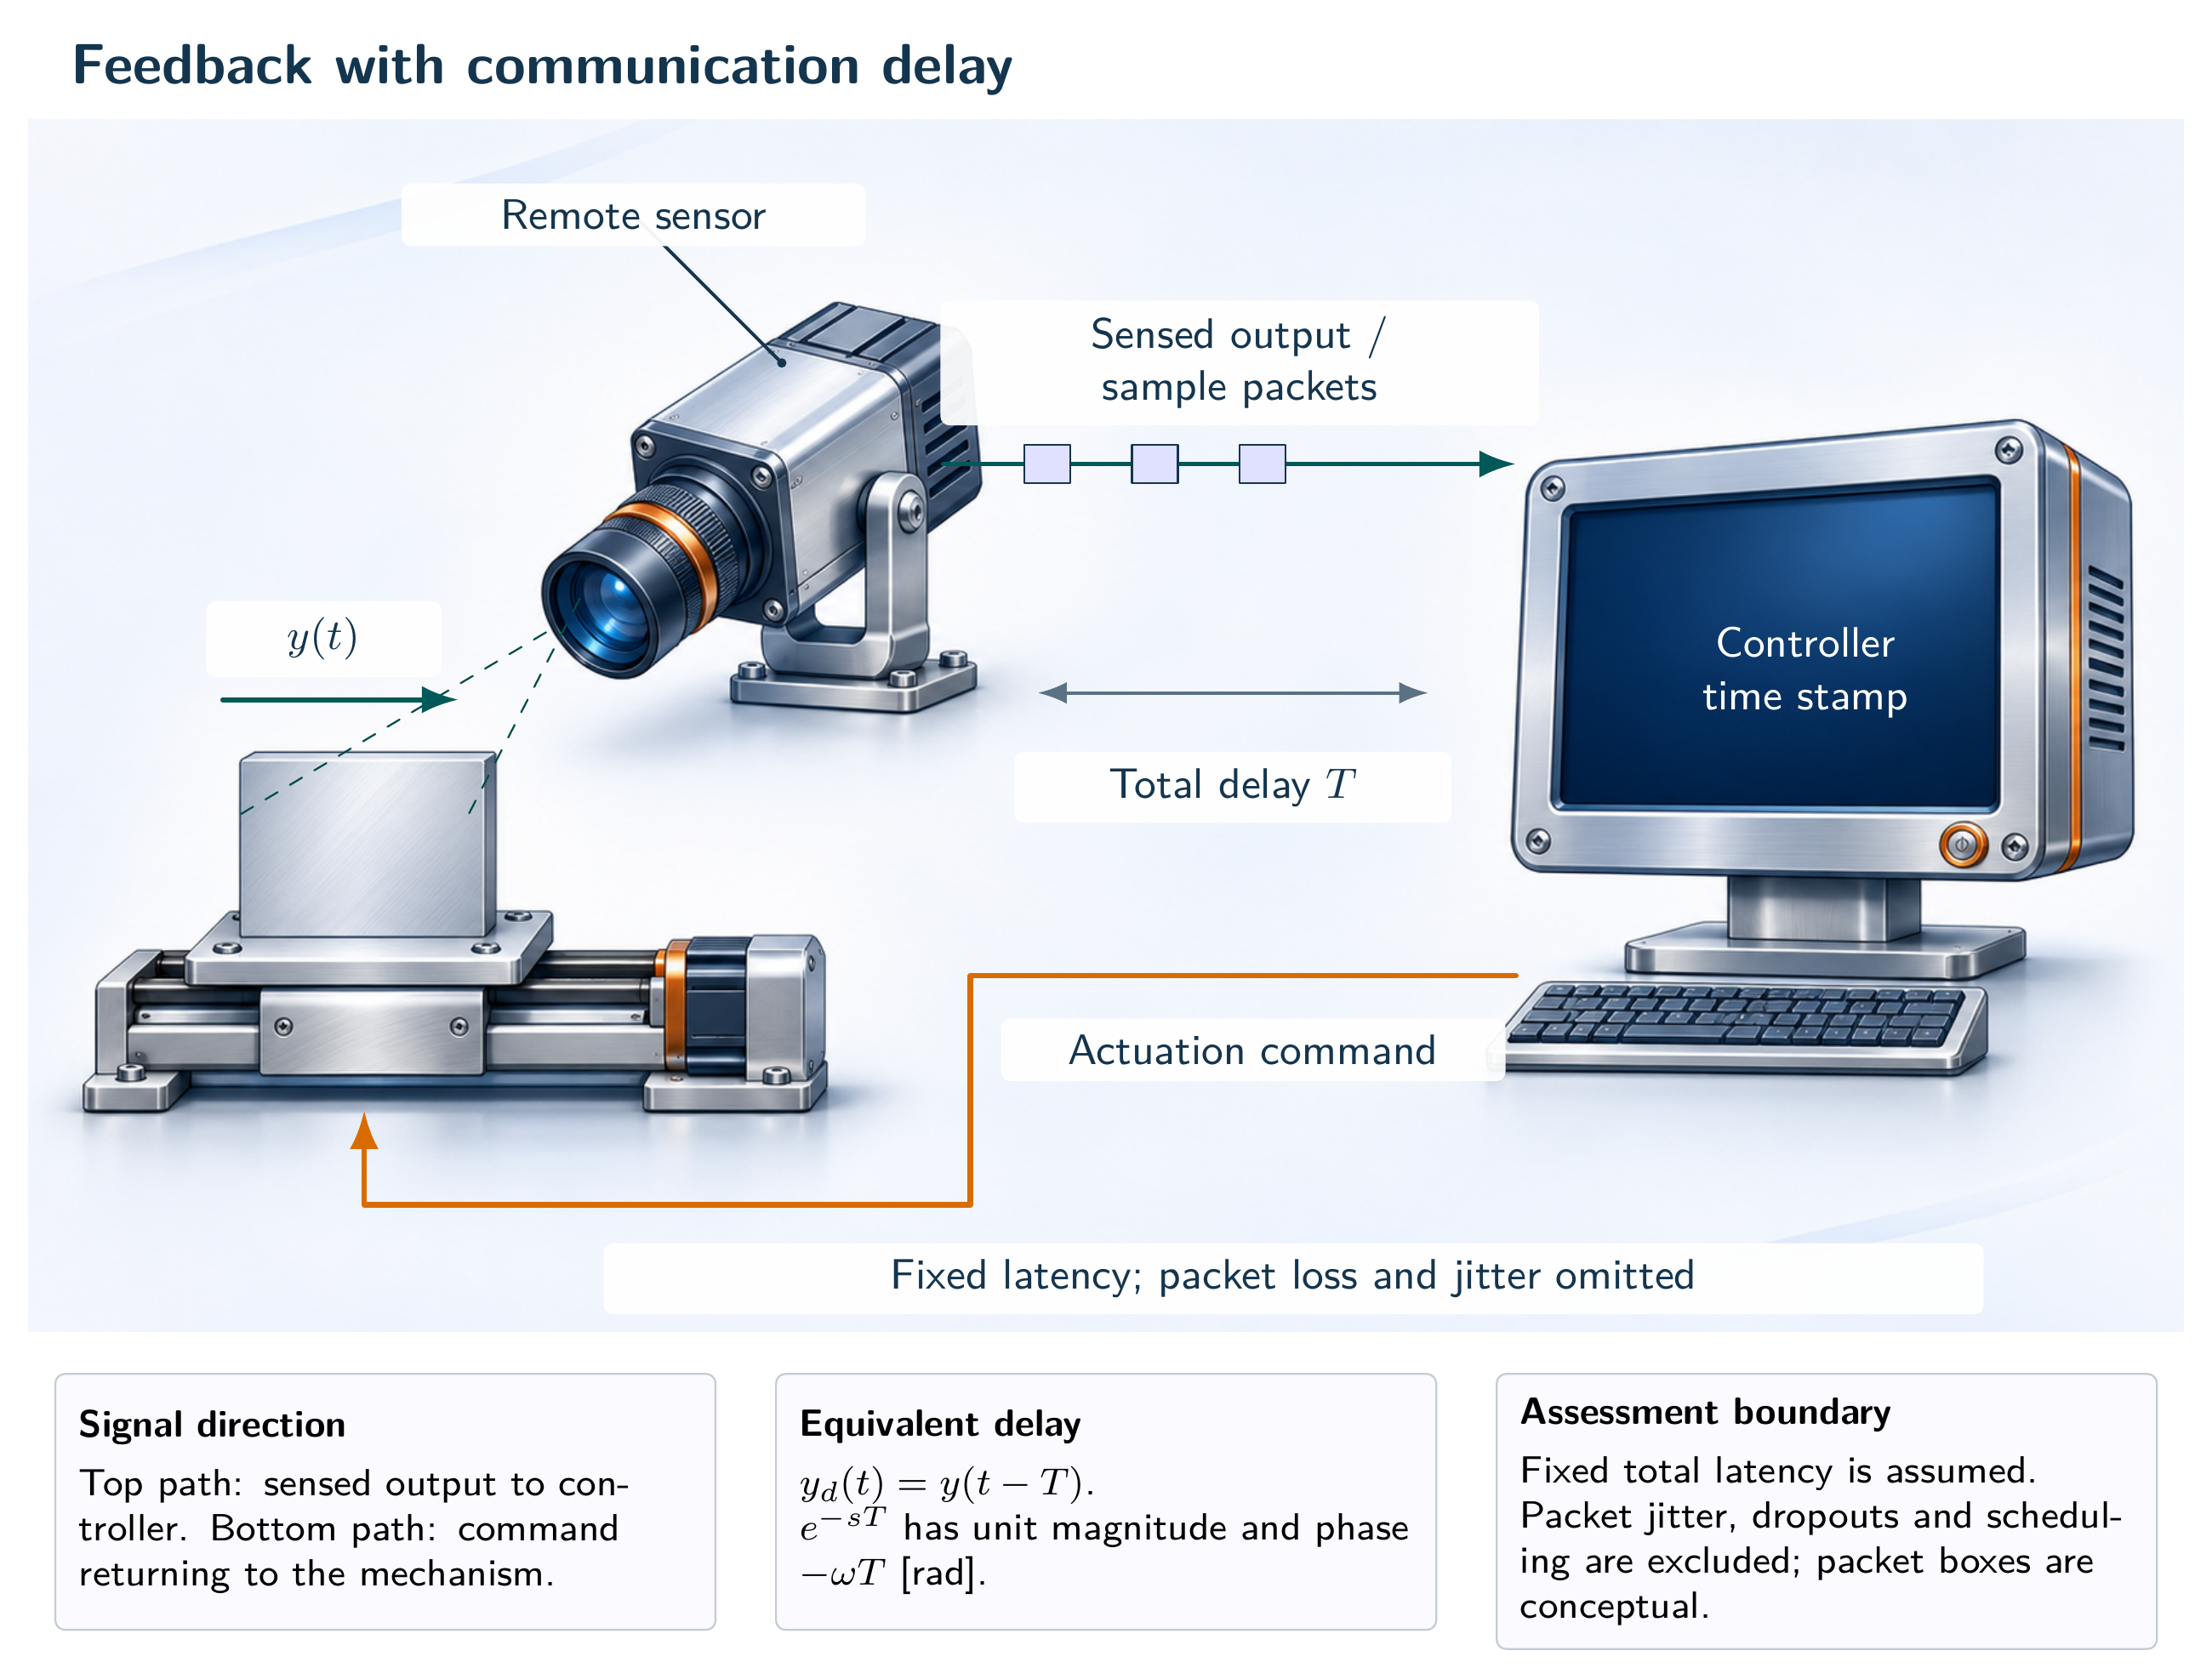 Feedback with communication delay
Remote sensor
Sensed output /
sample packets
y(t)
Controller
time stamp
Total delay T
Actuation command
Fixed latency; packet loss and jitter omitted
Signal direction
Top path: sensed output to con-
troller. Bottom path: command
returning to the mechanism.
Equivalent delay
y_d(t) = y(t − T).
e^{−sT} has unit magnitude and phase
−ωT [rad].
Assessment boundary
Fixed total latency is assumed.
Packet jitter, dropouts and schedul-
ing are excluded; packet boxes are
conceptual.